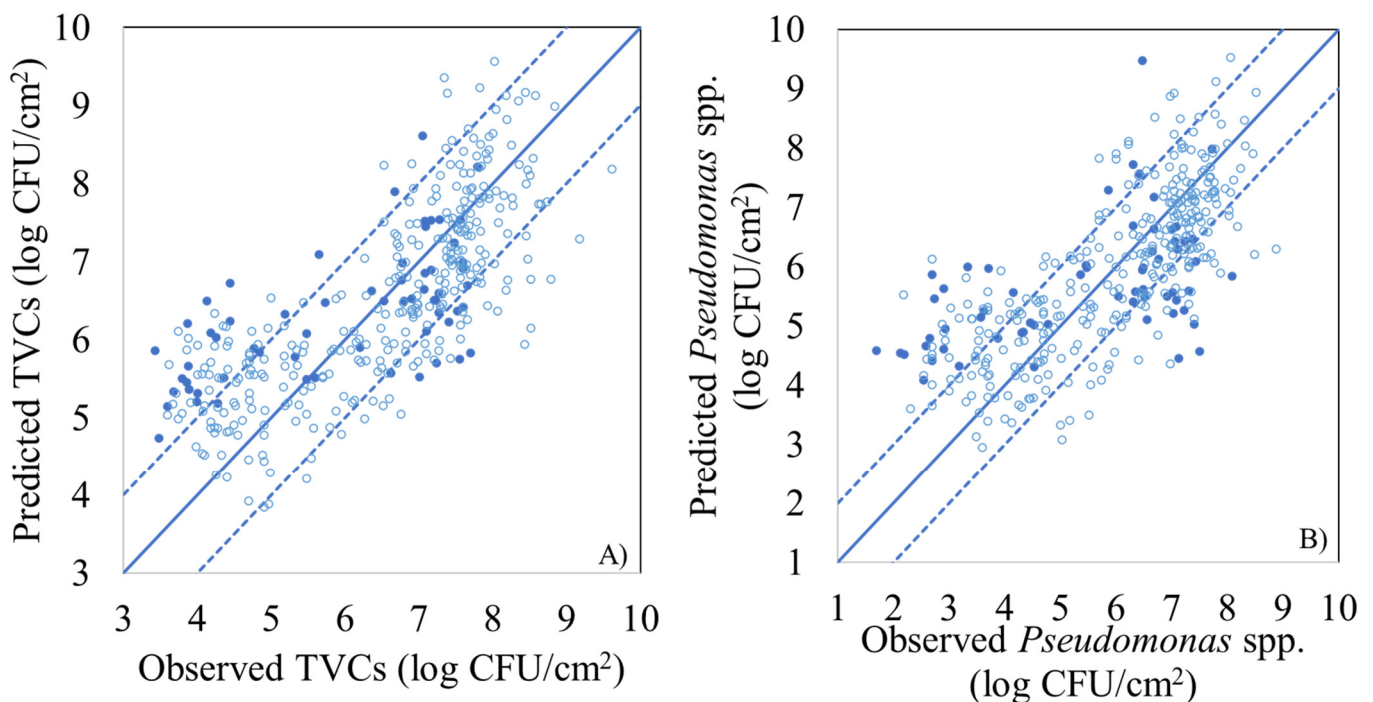 Predicted TVCs (log CFU/cm²)
10
9
8
7
6
5
4
3
A)
3 4 5 6 7 8 9 10
Observed TVCs (log CFU/cm²)
Predicted Pseudomonas spp.
(log CFU/cm²)
10
9
8
7
6
5
4
3
2
1
B)
1 2 3 4 5 6 7 8 9 10
Observed Pseudomonas spp.
(log CFU/cm²)